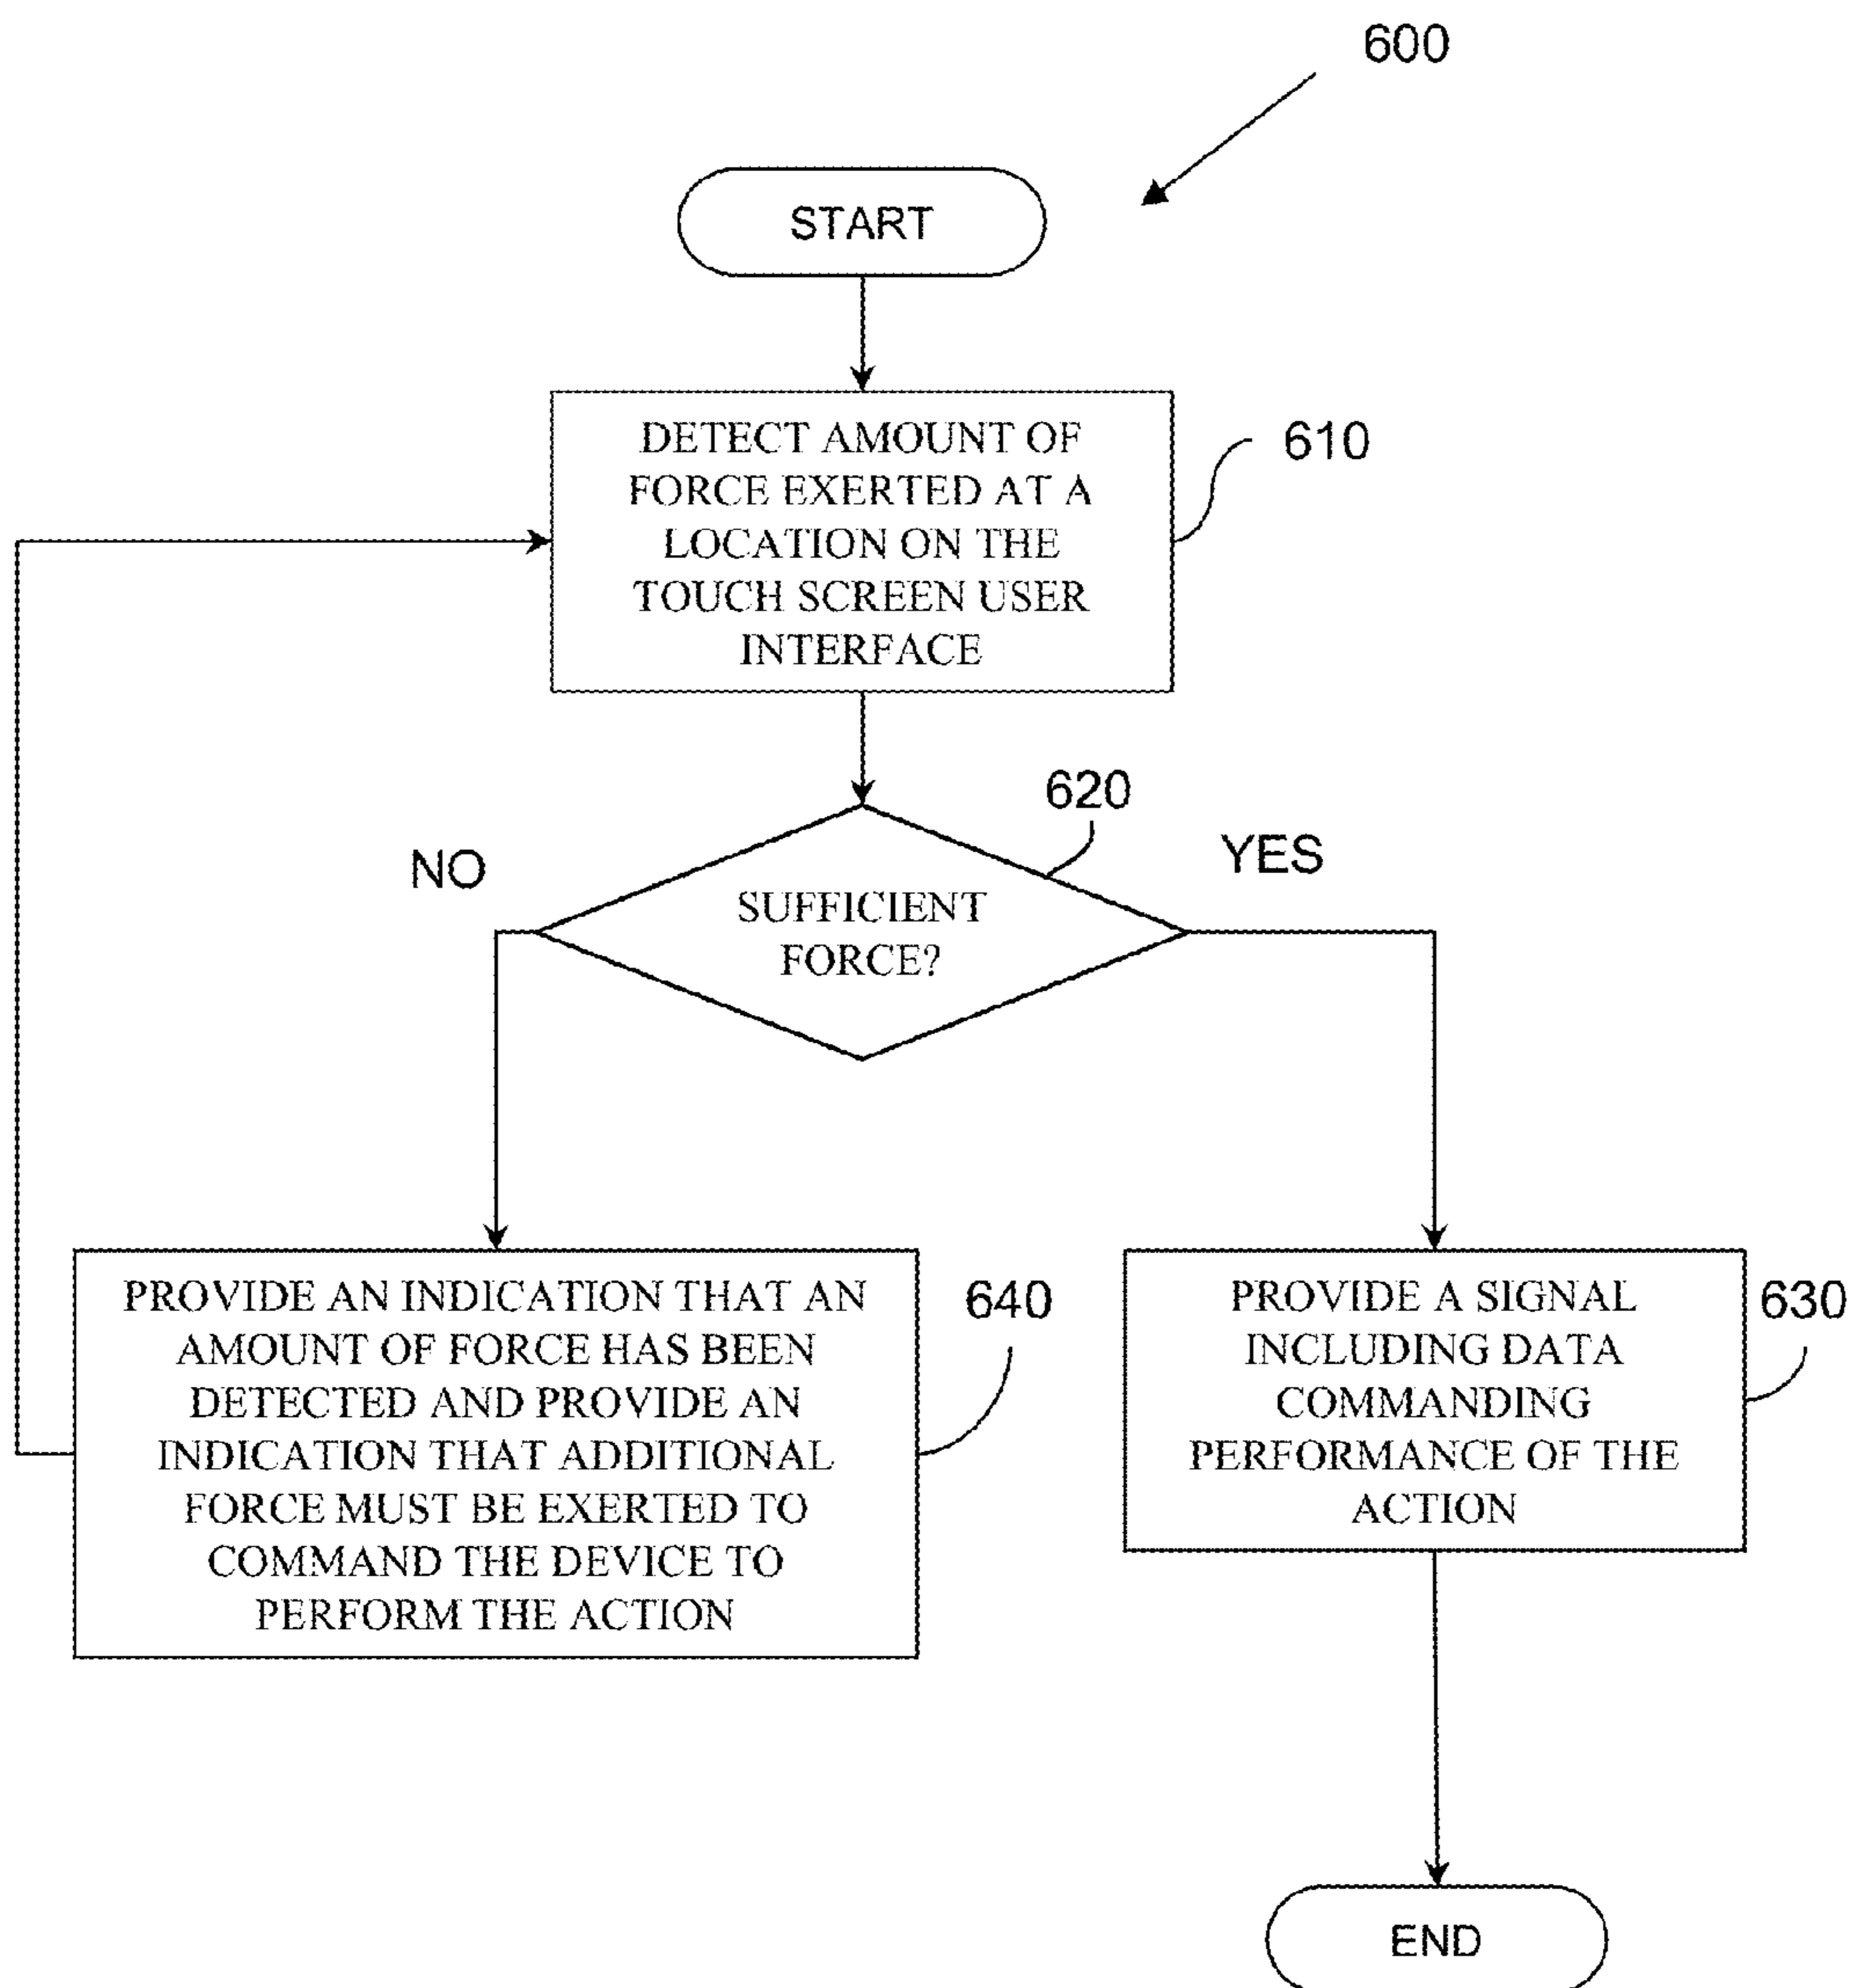 600
START
DETECT AMOUNT OF
FORCE EXERTED AT A
LOCATION ON THE
TOUCH SCREEN USER
INTERFACE
610
620
NO
YES
SUFFICIENT
FORCE?
PROVIDE AN INDICATION THAT AN
AMOUNT OF FORCE HAS BEEN
DETECTED AND PROVIDE AN
INDICATION THAT ADDITIONAL
FORCE MUST BE EXERTED TO
COMMAND THE DEVICE TO
PERFORM THE ACTION
640
PROVIDE A SIGNAL
INCLUDING DATA
COMMANDING
PERFORMANCE OF THE
ACTION
630
END